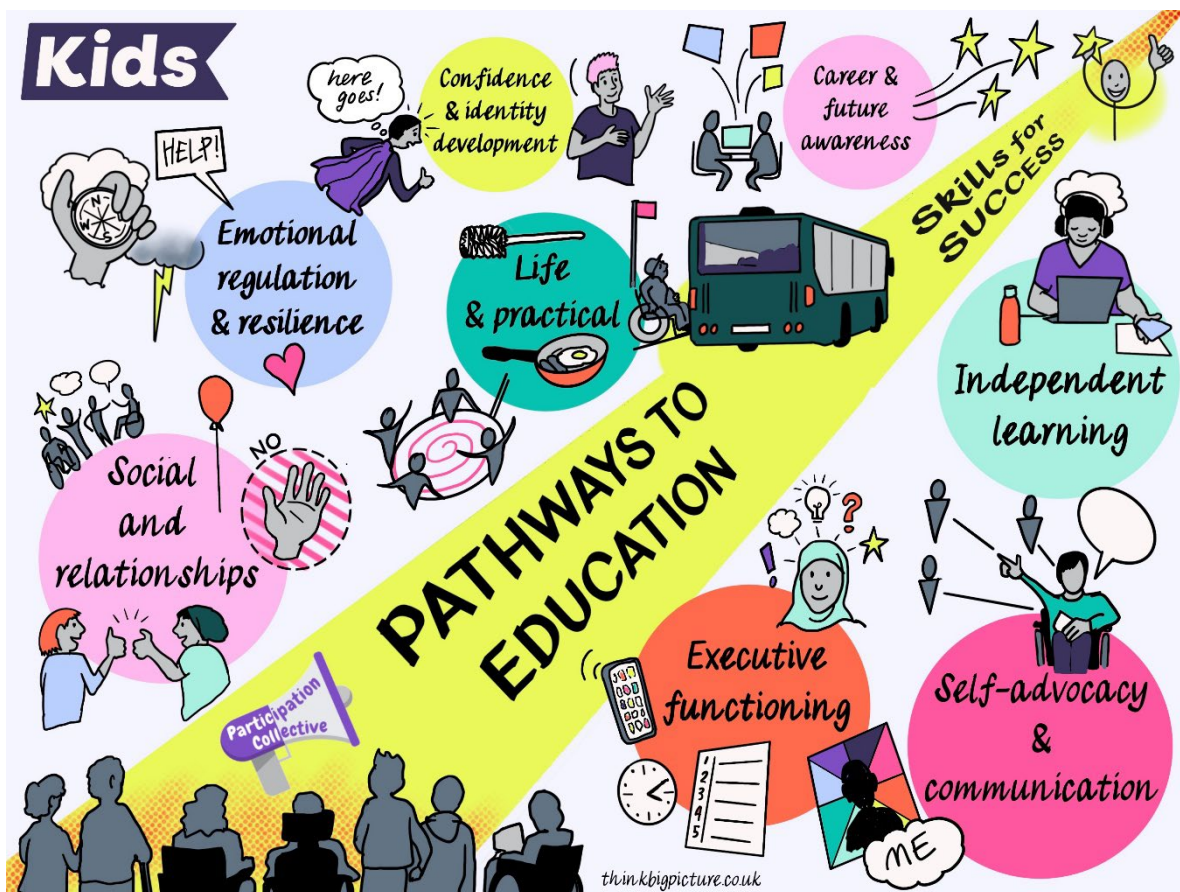 Kids
here
goes!
Confidence
& identity
development
Career &
future
awareness
Skills for
SUCCESS
HELP!
N
E
S
W
Emotional
regulation
& resilience
Life
& practical
Independent
learning
Social
and
relationships
NO
PATHWAYS TO
EDUCATION
Participation
Collective
!
?
Executive
functioning
1
2
3
4
5
Self-advocacy
&
communication
ME
thinkbigpicture.co.uk